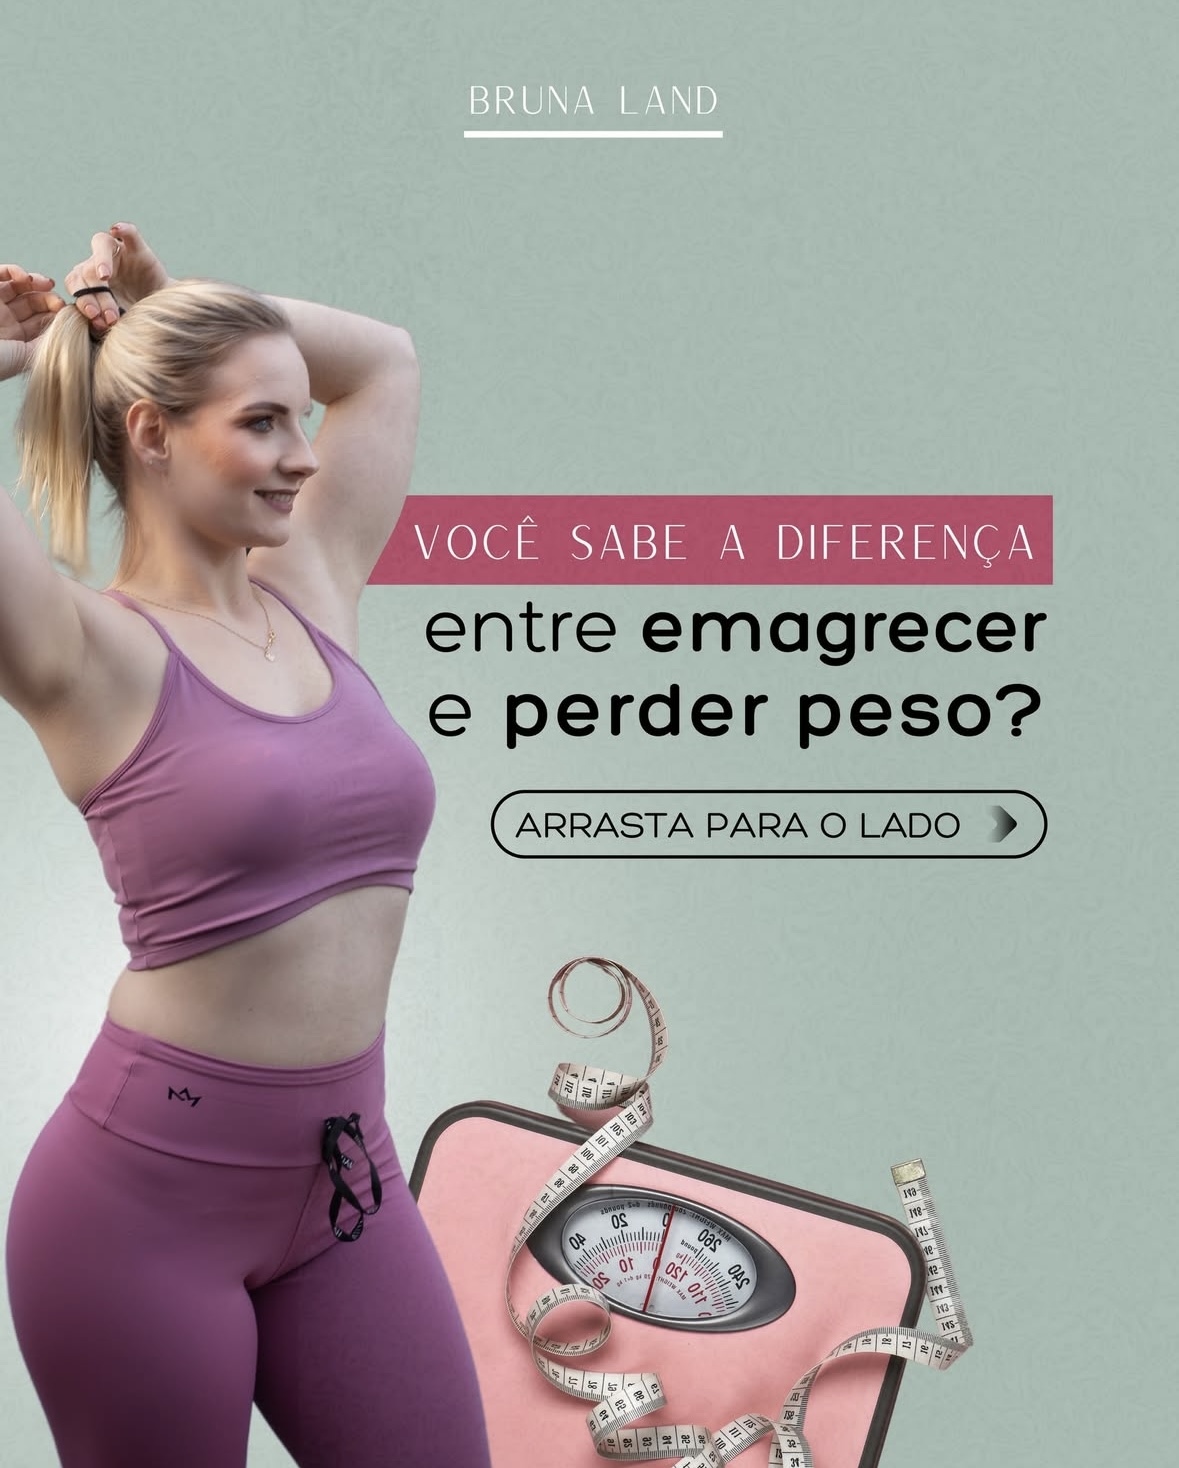 BRUNA LAND
VOCÊ SABE A DIFERENÇA
entre emagrecer
e perder peso?
ARRASTA PARA O LADO